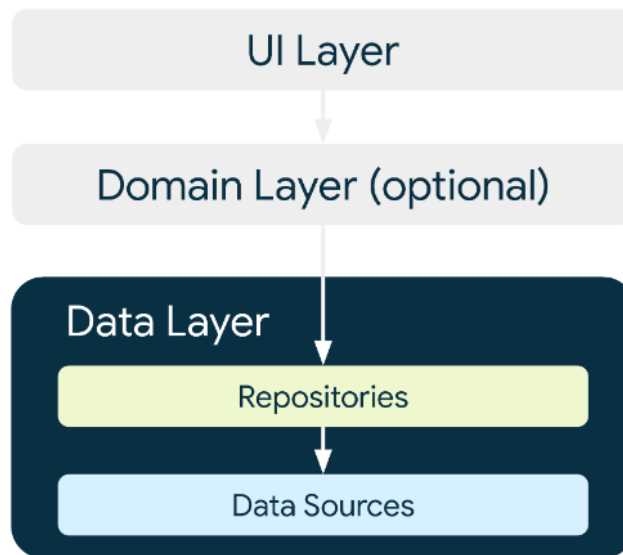 UI Layer
Domain Layer (optional)
Data Layer
Repositories
Data Sources